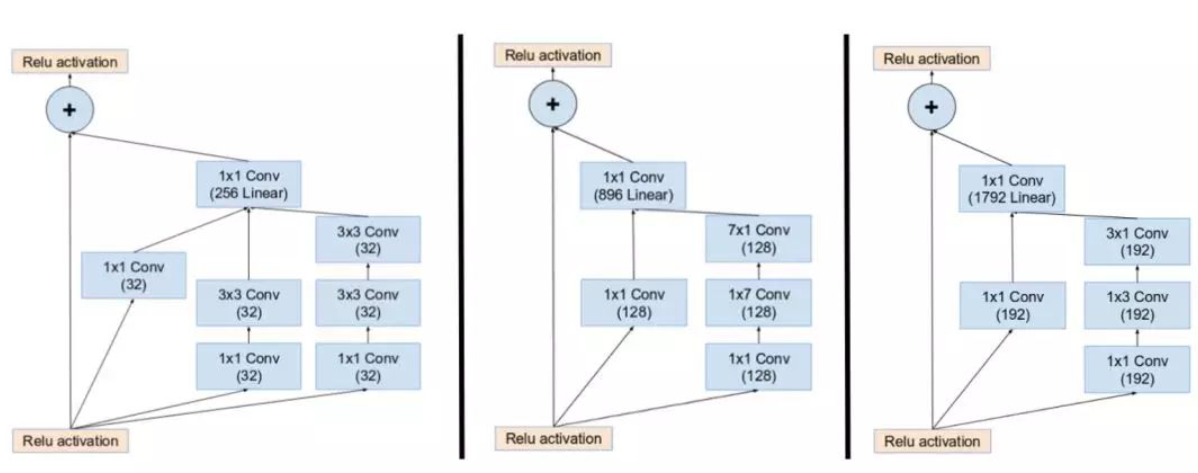 Relu activation
+
1x1 Conv
(256 Linear)
3x3 Conv
(32)
1x1 Conv
(32)
3x3 Conv
(32)
3x3 Conv
(32)
1x1 Conv
(32)
1x1 Conv
(32)
Relu activation
Relu activation
+
1x1 Conv
(896 Linear)
7x1 Conv
(128)
1x1 Conv
(128)
1x7 Conv
(128)
1x1 Conv
(128)
Relu activation
Relu activation
+
1x1 Conv
(1792 Linear)
3x1 Conv
(192)
1x1 Conv
(192)
1x3 Conv
(192)
1x1 Conv
(192)
Relu activation